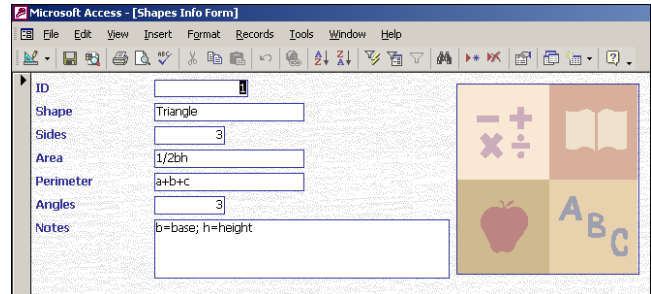 Microsoft Access - [Shapes Info Form]
File Edit View Insert Format Records Tools Window Help
ID 1
Shape Triangle
Sides 3
Area 1/2bh
Perimeter a+b+c
Angles 3
Notes b=base; h=height
A B C